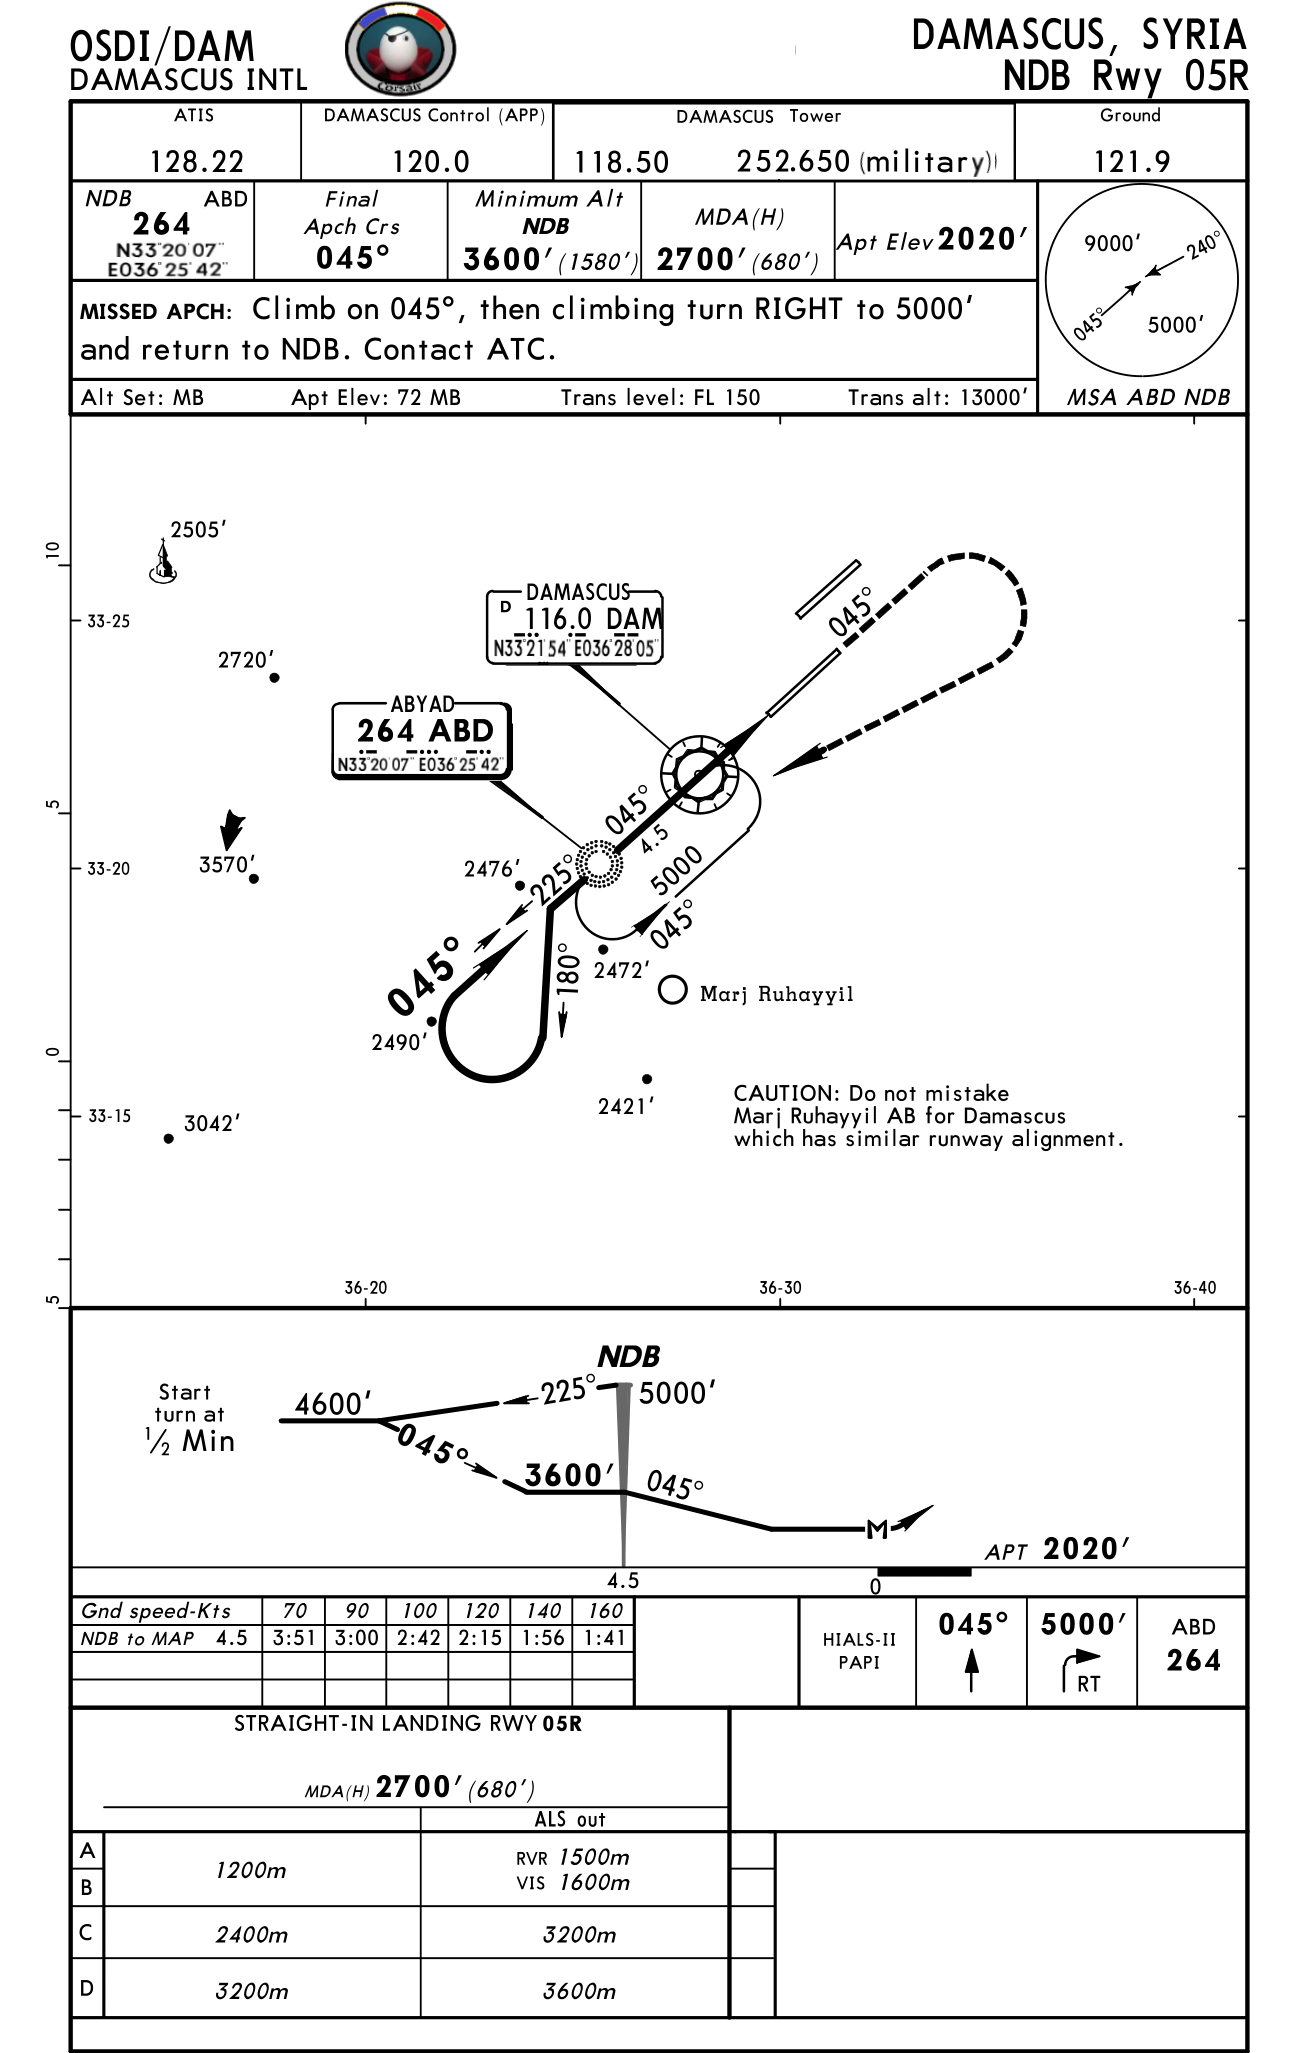 OSDI/DAM
DAMASCUS INTL
Corsair
DAMASCUS, SYRIA
NDB Rwy 05R
ATIS
128.22
DAMASCUS Control (APP)
120.0
DAMASCUS Tower
118.50 252.650 (military)
Ground
121.9
NDB ABD
264
N33°20'07"
E036°25'42"
Final
Apch Crs
045°
Minimum Alt
NDB
3600' (1580')
MDA(H)
2700' (680')
Apt Elev 2020'
9000'
240°
045°
5000'
MSA ABD NDB
MISSED APCH: Climb on 045°, then climbing turn RIGHT to 5000'
and return to NDB. Contact ATC.
Alt Set: MB Apt Elev: 72 MB Trans level: FL 150 Trans alt: 13000'
2505'
10
33-25
DAMASCUS
D 116.0 DAM
N33°21'54" E036°28'05"
045°
2720'
ABYAD
264 ABD
N33°20'07" E036°25'42"
5
045°
4.5
33-20
3570'
2476'
225°
5000
045°
045°
180°
2472'
Marj Ruhayyil
2490'
0
2421'
33-15
3042'
CAUTION: Do not mistake
Marj Ruhayyil AB for Damascus
which has similar runway alignment.
5
36-20 36-30 36-40
NDB
Start
turn at
½ Min
4600'
225°
5000'
045°
3600'
045°
M
APT 2020'
4.5
0
Gnd speed-Kts 70 90 100 120 140 160
NDB to MAP 4.5 3:51 3:00 2:42 2:15 1:56 1:41
HIALS-II
PAPI
045°
5000'
RT
ABD
264
STRAIGHT-IN LANDING RWY 05R
MDA(H) 2700' (680')
ALS out
A
B
1200m
RVR 1500m
VIS 1600m
C 2400m 3200m
D 3200m 3600m